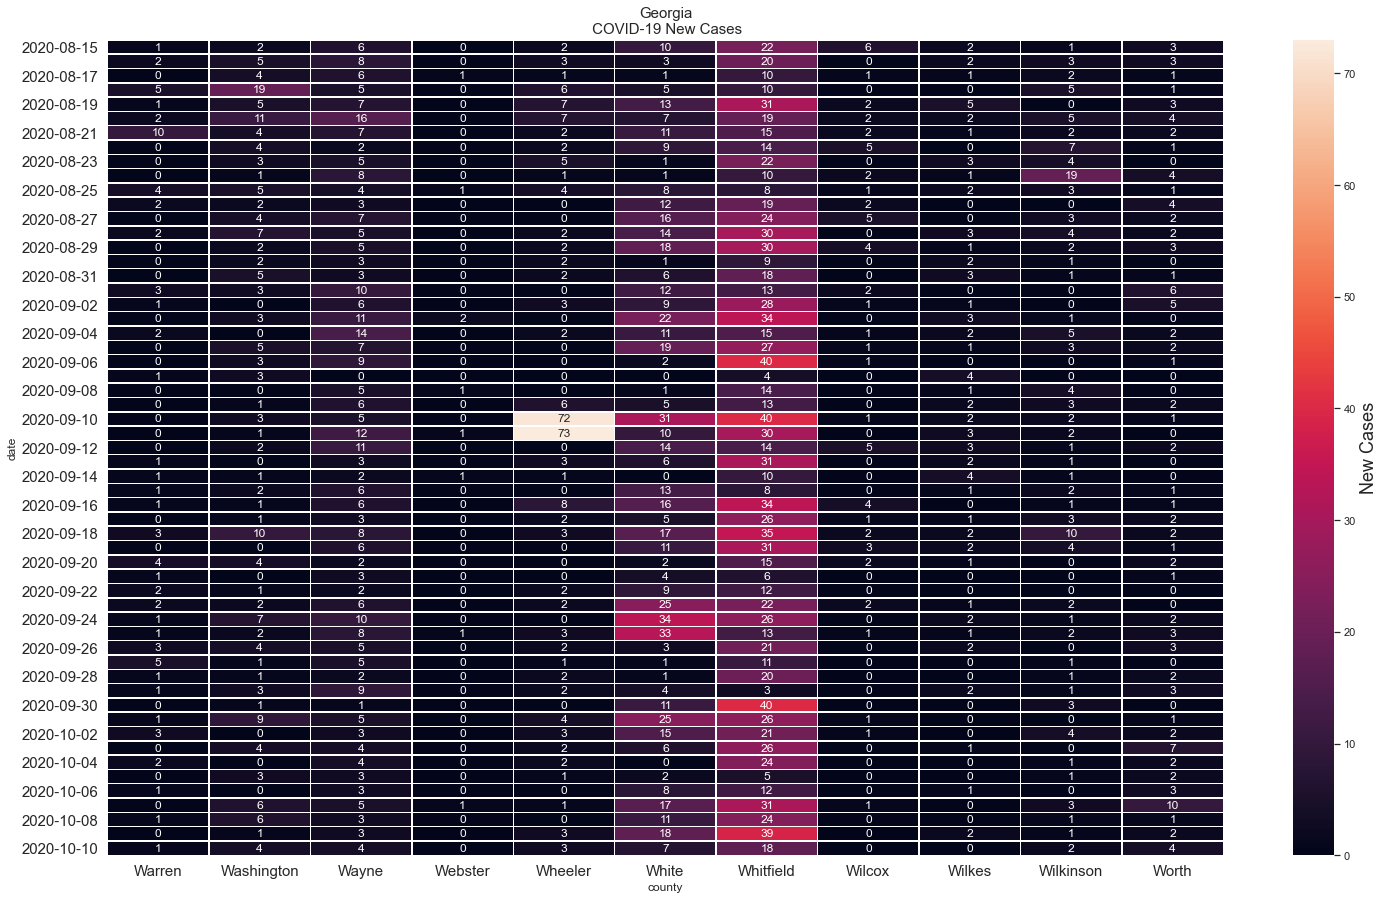 Georgia
COVID-19 New Cases
2020-08-15 1 2 6 0 2 10 22 6 2 1 3
2 5 8 0 3 3 20 0 2 3 3
2020-08-17 0 4 6 1 1 1 10 1 1 2 1
5 19 5 0 6 5 10 0 0 5 1
2020-08-19 1 5 7 0 7 13 31 2 5 0 3
2 11 16 0 7 7 19 2 2 5 4
2020-08-21 10 4 7 0 2 11 15 2 1 2 2
0 4 2 0 2 9 14 5 0 7 1
2020-08-23 0 3 5 0 5 1 22 0 3 4 0
0 1 8 0 1 1 10 2 1 19 4
2020-08-25 4 5 4 1 4 8 8 1 2 3 1
2 2 3 0 0 12 19 2 0 0 4
2020-08-27 0 4 7 0 0 16 24 5 0 3 2
2 7 5 0 2 14 30 0 3 4 2
2020-08-29 0 2 5 0 2 18 30 4 1 2 3
0 2 3 0 2 1 9 0 2 1 0
2020-08-31 0 5 3 0 2 6 18 0 3 1 1
3 3 10 0 0 12 13 2 0 0 6
2020-09-02 1 0 6 0 3 9 28 1 1 0 5
0 3 11 2 0 22 34 0 3 1 0
2020-09-04 2 0 14 0 2 11 15 1 2 5 2
0 5 7 0 0 19 27 1 1 3 2
2020-09-06 0 3 9 0 0 2 40 1 0 0 1
1 3 0 0 0 0 4 0 4 0 0
2020-09-08 0 0 5 1 0 1 14 0 1 4 0
0 1 6 0 6 5 13 0 2 3 2
2020-09-10 0 3 5 0 72 31 40 1 2 2 1
0 1 12 1 73 10 30 0 3 2 0
2020-09-12 0 2 11 0 0 14 14 5 3 1 2
1 0 3 0 3 6 31 0 2 1 0
2020-09-14 1 1 2 1 1 0 10 0 4 1 0
1 2 6 0 0 13 8 0 1 2 1
2020-09-16 1 1 6 0 8 16 34 4 0 1 1
0 1 3 0 2 5 26 1 1 3 2
2020-09-18 3 10 8 0 3 17 35 2 2 10 2
0 0 6 0 0 11 31 3 2 4 1
2020-09-20 4 4 2 0 0 2 15 2 1 0 2
1 0 3 0 0 4 6 0 0 0 1
2020-09-22 2 1 2 0 2 9 12 0 0 0 0
2 2 6 0 2 25 22 2 1 2 0
2020-09-24 1 7 10 0 0 34 26 0 2 1 2
1 2 8 1 3 33 13 1 1 2 3
2020-09-26 3 4 5 0 2 3 21 0 2 0 3
5 1 5 0 1 1 11 0 0 1 0
2020-09-28 1 1 2 0 2 1 20 0 0 1 2
1 3 9 0 2 4 3 0 2 1 3
2020-09-30 0 1 1 0 0 11 40 0 0 3 0
1 9 5 0 4 25 26 1 0 0 1
2020-10-02 3 0 3 0 3 15 21 1 0 4 2
0 4 4 0 2 6 26 0 1 0 7
2020-10-04 2 0 4 0 2 0 24 0 0 1 2
0 3 3 0 1 2 5 0 0 1 2
2020-10-06 1 0 3 0 0 8 12 0 1 0 3
0 6 5 1 1 17 31 1 0 3 10
2020-10-08 1 6 3 0 0 11 24 0 0 1 1
0 1 3 0 3 18 39 0 2 1 2
2020-10-10 1 4 4 0 3 7 18 0 0 2 4
Warren Washington Wayne Webster Wheeler White Whitfield Wilcox Wilkes Wilkinson Worth
county
date
70
60
50
40
30
20
10
0
New Cases